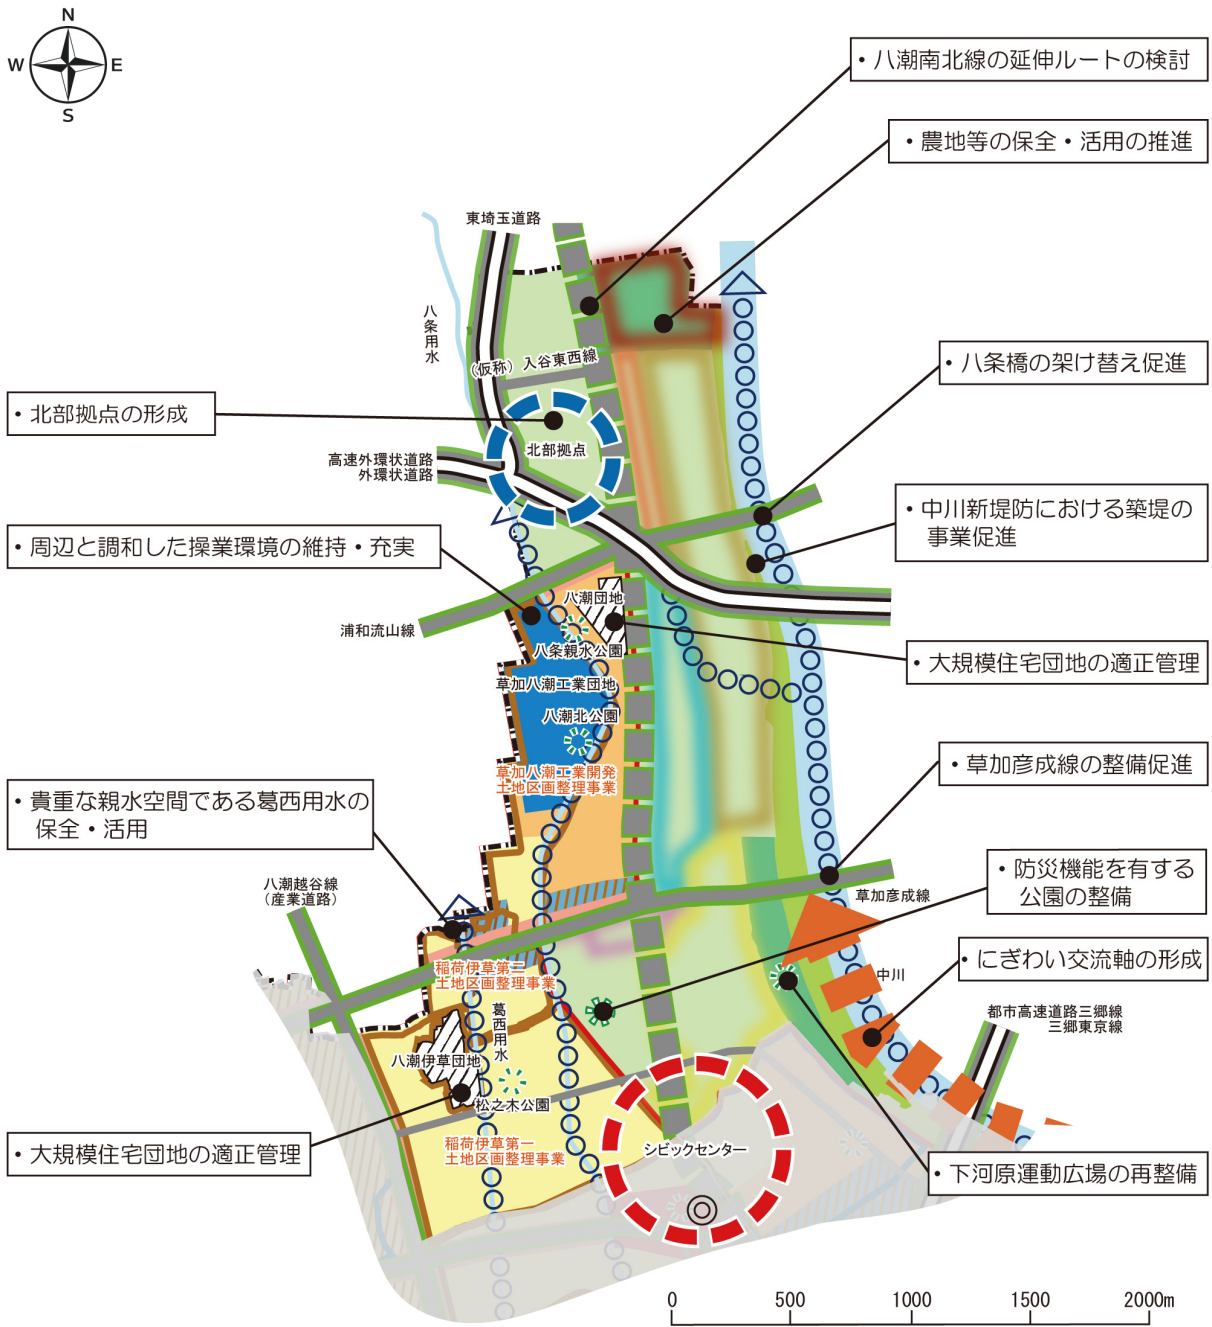 N
W
E
S
・八潮南北線の延伸ルートの検討
・農地等の保全・活用の推進
東埼玉道路
八条用水
(仮称) 入谷東西線
・八条橋の架け替え促進
・北部拠点の形成
北部拠点
高速外環状道路
外環状道路
・中川新堤防における築堤の
事業促進
・周辺と調和した操業環境の維持・充実
八潮団地
浦和流山線
八条親水公園
・大規模住宅団地の適正管理
草加八潮工業団地
八潮北公園
草加八潮工業開発
土地区画整理事業
・草加彦成線の整備促進
・貴重な親水空間である葛西用水の
保全・活用
・防災機能を有する
公園の整備
八潮越谷線
(産業道路)
草加彦成線
・にぎわい交流軸の形成
稲荷伊草第二
土地区画整理事業
中川
葛西用水
都市高速道路三郷線
三郷東京線
八潮伊草団地
松之木公園
・大規模住宅団地の適正管理
稲荷伊草第一
土地区画整理事業
シビックセンター
・下河原運動広場の再整備
0
500
1000
1500
2000m